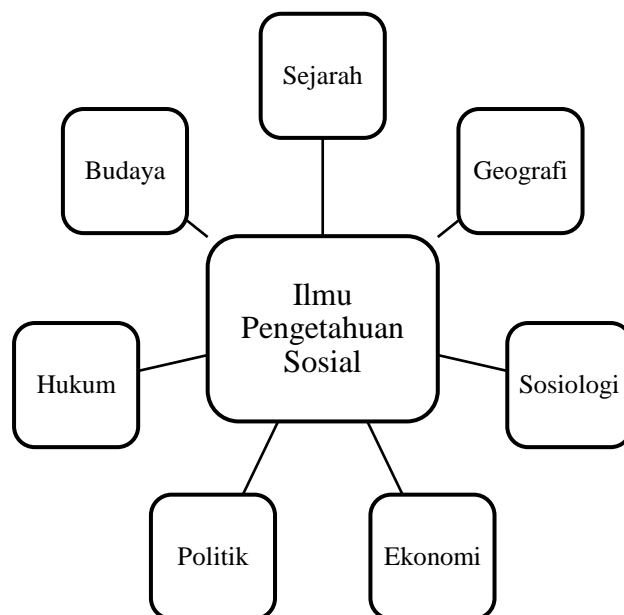 Sejarah
Budaya
Geografi
Ilmu
Pengetahuan
Sosial
Hukum
Sosiologi
Politik
Ekonomi